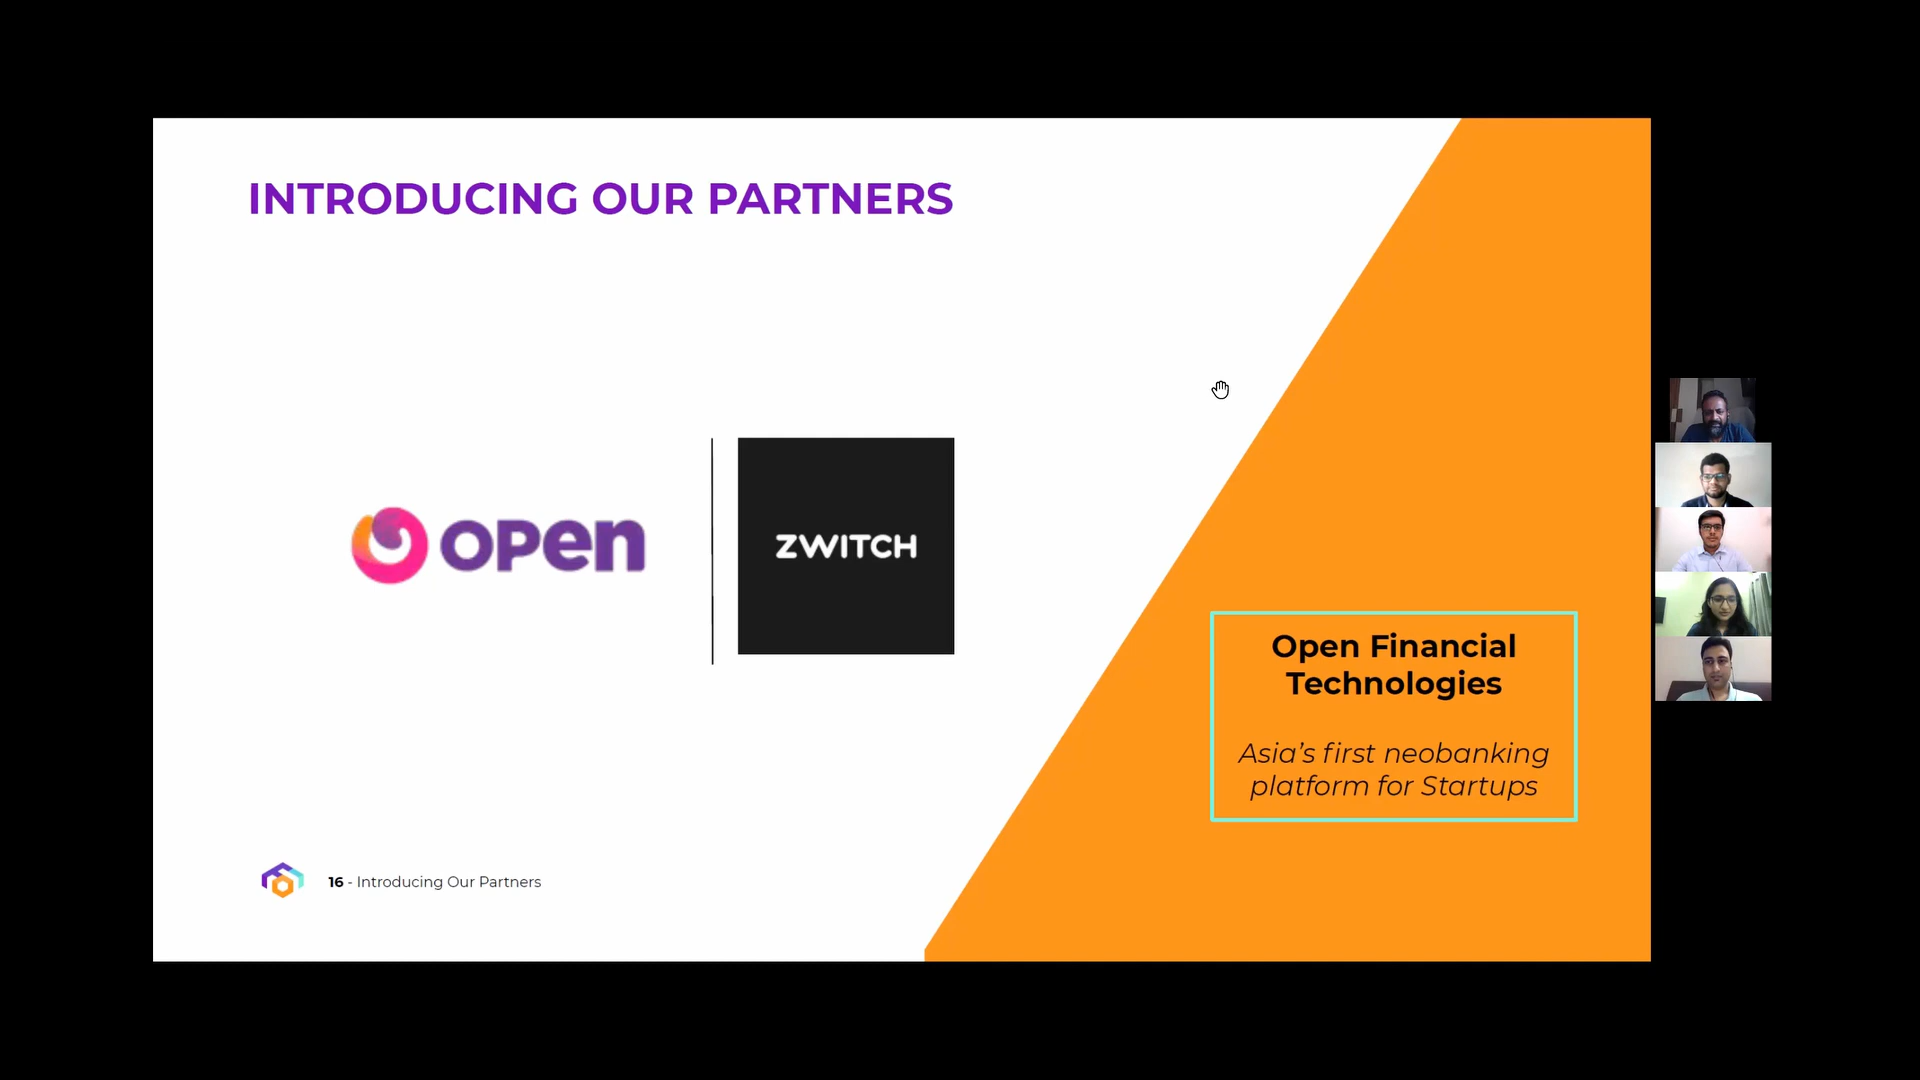 INTRODUCING OUR PARTNERS
OPEN
ZWITCH
Open Financial
Technologies
Asia's first neobanking
platform for Startups
16 - Introducing Our Partners